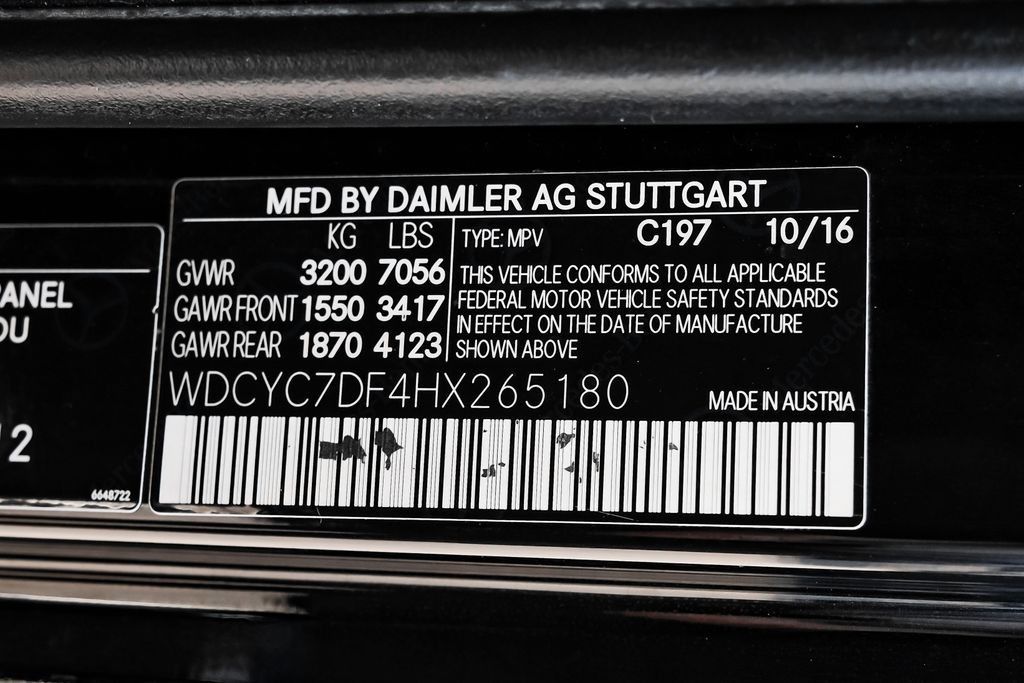 MFD BY DAIMLER AG STUTTGART
KG LBS
GVWR 3200 7056
GAWR FRONT 1550 3417
GAWR REAR 1870 4123
TYPE: MPV C197 10/16
THIS VEHICLE CONFORMS TO ALL APPLICABLE
FEDERAL MOTOR VEHICLE SAFETY STANDARDS
IN EFFECT ON THE DATE OF MANUFACTURE
SHOWN ABOVE
WDCYC7DF4HX265180
MADE IN AUSTRIA
ANEL
OU
12
6648722